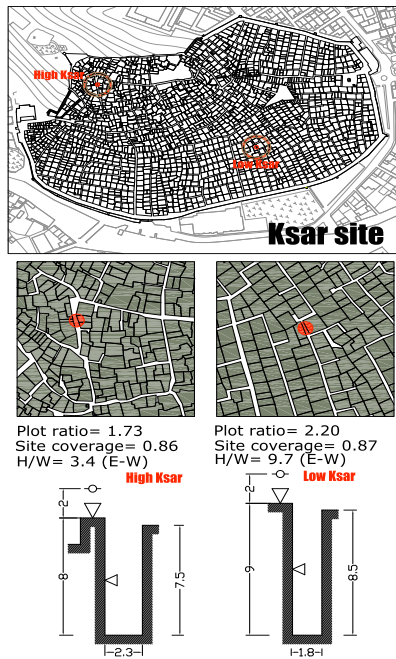 High Ksar
Low Ksar
Ksar site
Plot ratio= 1.73
Site coverage= 0.86
H/W= 3.4 (E-W)
High Ksar
Plot ratio= 2.20
Site coverage= 0.87
H/W= 9.7 (E-W)
Low Ksar
2
8
7.5
2.3
2
9
8.5
1.8